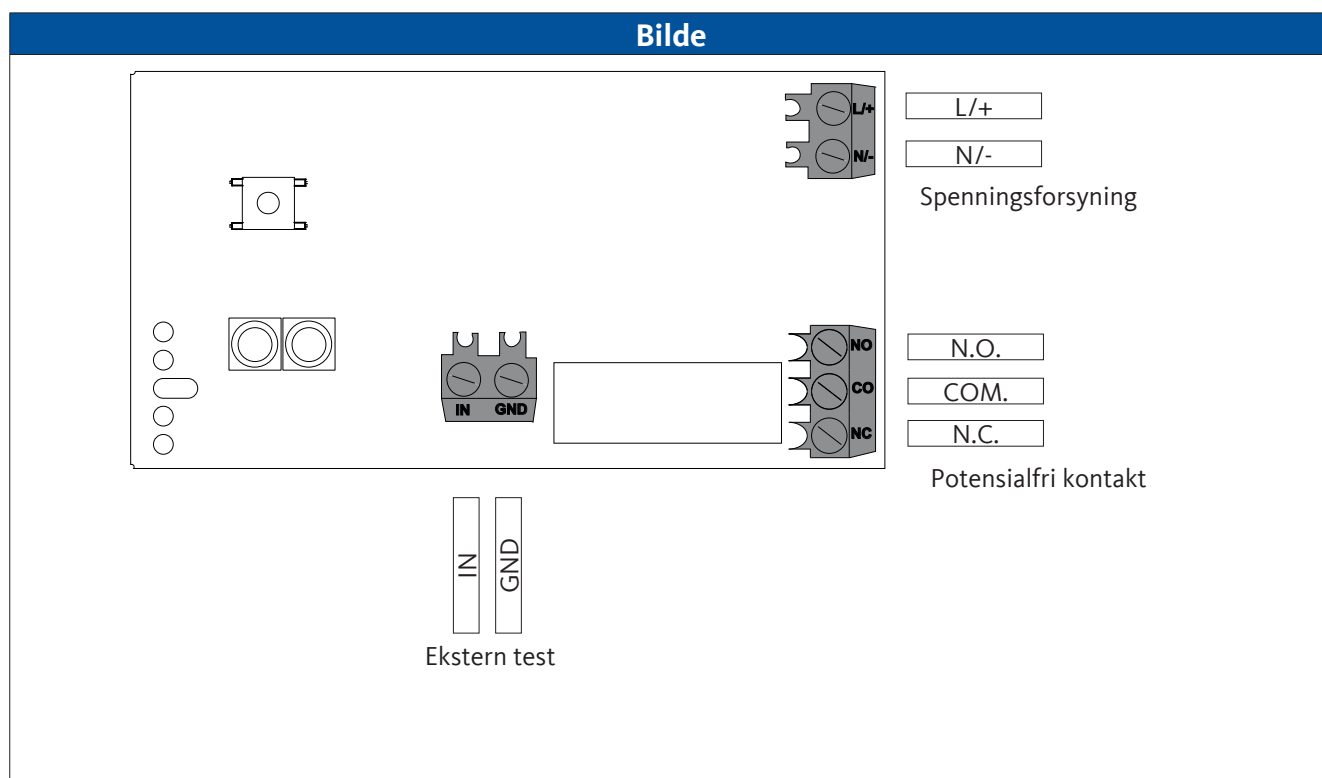 Bilde
L/+ L/+
N/- N/-
Spenningsforsyning
NO N.O.
CO COM.
NC N.C.
IN GND
Potensialfri kontakt
IN GND
Ekstern test